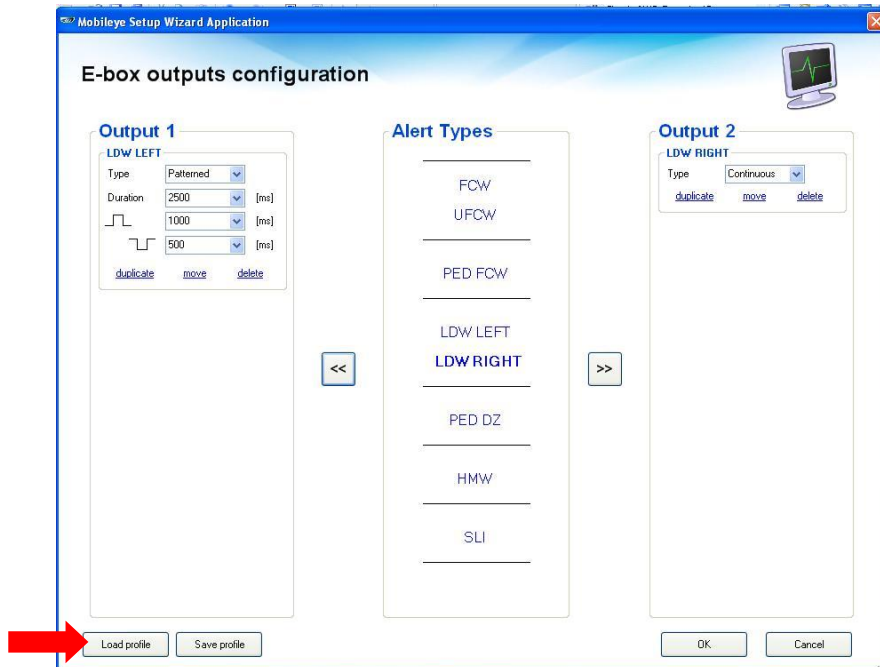 Mobileye Setup Wizard Application
E-box outputs configuration
Output 1
LDW LEFT
Type Patterned
Duration 2500 [ms]
1000 [ms]
500 [ms]
duplicate move delete
<<
Alert Types
FCW
UFCW
PED FCW
LDW LEFT
LDW RIGHT
PED DZ
HMW
SLI
>>
Output 2
LDW RIGHT
Type Continuous
duplicate move delete
Load profile Save profile
OK Cancel